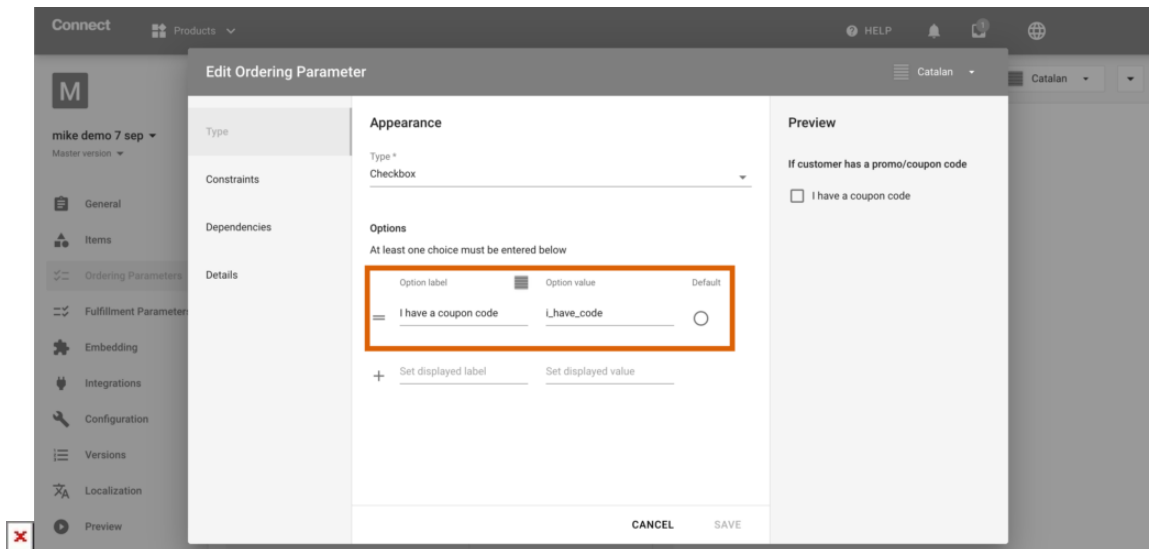 Connect
Products
HELP
1
Edit Ordering Parameter
Catalan
Catalan
M
mike demo 7 sep
Master version
General
Items
Ordering Parameters
Fulfillment Parameter
Embedding
Integrations
Configuration
Versions
Localization
Preview
Type
Constraints
Dependencies
Details
Appearance
Type *
Checkbox
Options
At least one choice must be entered below
Option label Option value Default
I have a coupon code i_have_code
Set displayed label Set displayed value
CANCEL SAVE
Preview
If customer has a promo/coupon code
I have a coupon code